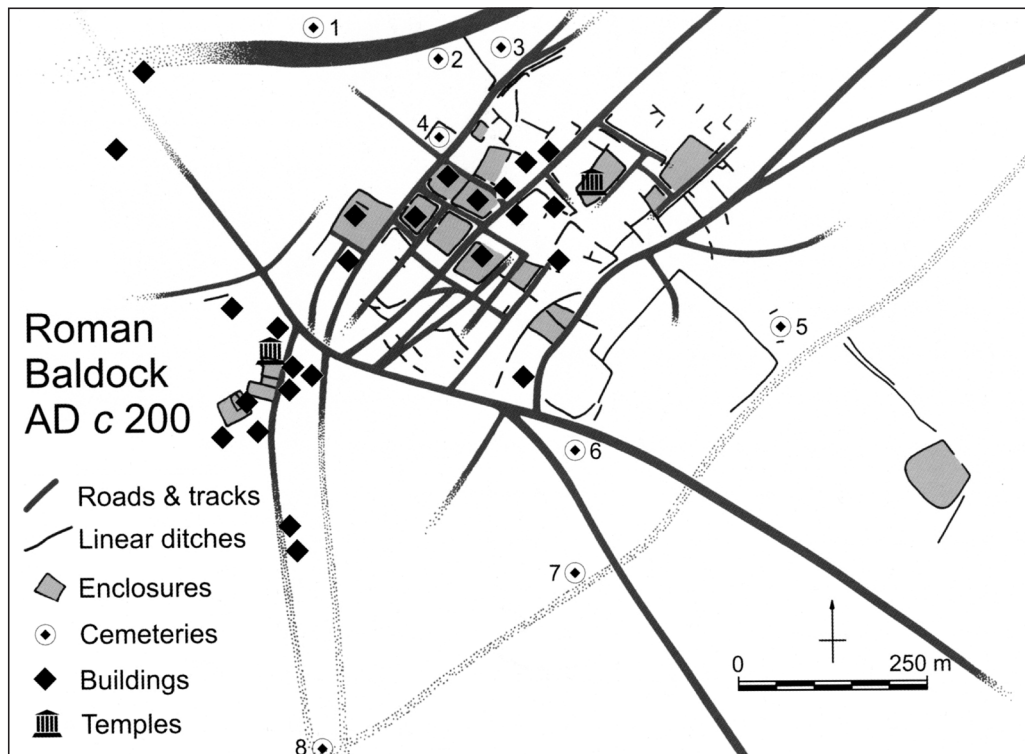 1
2
3
4
5
6
7
8
Roman
Baldock
AD c 200
Roads & tracks
Linear ditches
Enclosures
Cemeteries
Buildings
Temples
0 250 m